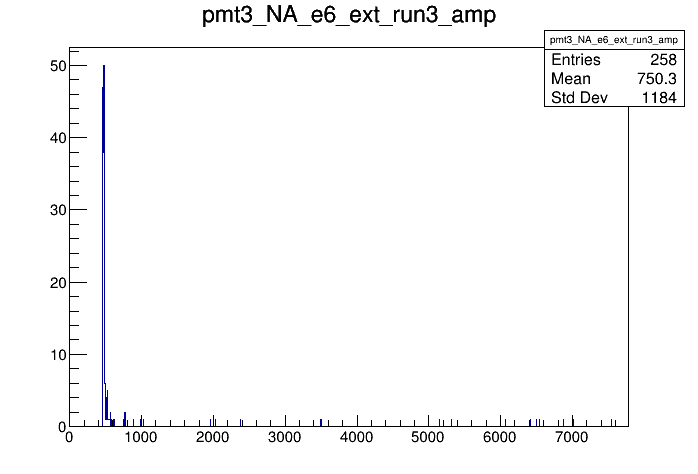 pmt3_NA_e6_ext_run3_amp
pmt3_NA_e6_ext_run3_amp
Entries 258
Mean 750.3
Std Dev 1184
50
40
30
20
10
0
0 1000 2000 3000 4000 5000 6000 7000